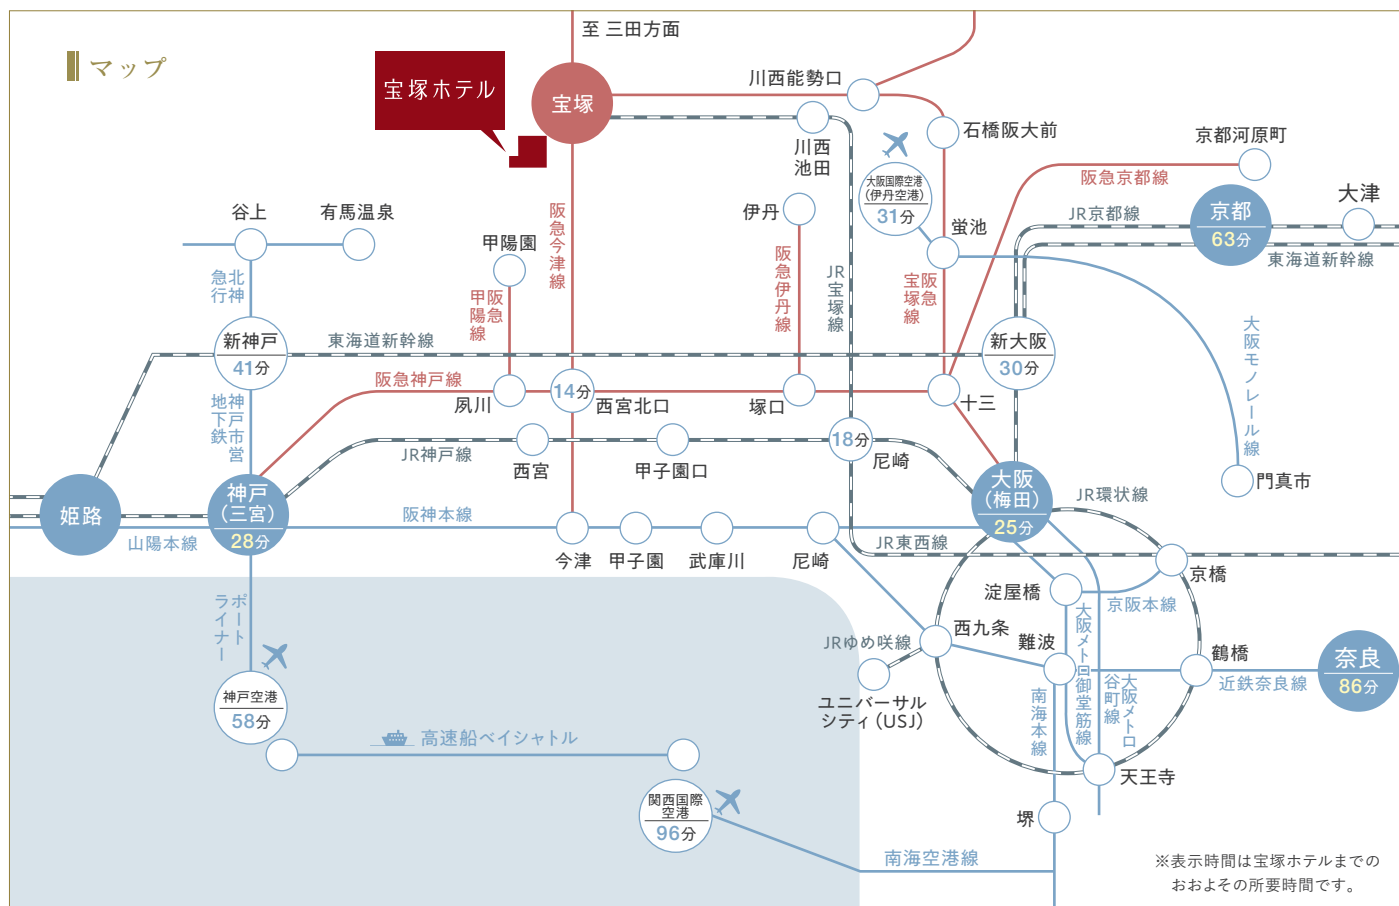 マップ
至 三田方面
宝塚ホテル
宝塚
川西能勢口
石橋阪大前
川西
池田
大阪国際空港
(伊丹空港)
31分
京都河原町
阪急京都線
谷上
有馬温泉
甲陽園
阪急今津線
伊丹
蛍池
JR京都線
京都
63分
大津
東海道新幹線
北神
急行
阪急
甲陽線
阪急伊丹線
JR宝塚線
阪急
宝塚線
新神戸
41分
東海道新幹線
新大阪
30分
大阪モノレール線
阪急神戸線
夙川
14分
西宮北口
塚口
十三
神戸市営
地下鉄
JR神戸線
西宮
甲子園口
18分
尼崎
門真市
姫路
神戸
(三宮)
28分
大阪
(梅田)
25分
JR環状線
山陽本線
阪神本線
今津
甲子園
武庫川
尼崎
JR東西線
京橋
淀屋橋
京阪本線
ポート
ライナー
JRゆめ咲線
西九条
難波
大阪メトロ御堂筋線
鶴橋
奈良
86分
近鉄奈良線
大阪メトロ
谷町線
ユニバーサル
シティ(USJ)
南海本線
神戸空港
58分
高速船ベイシャトル
天王寺
関西国際
空港
96分
堺
南海空港線
※表示時間は宝塚ホテルまでの
おおよその所要時間です。